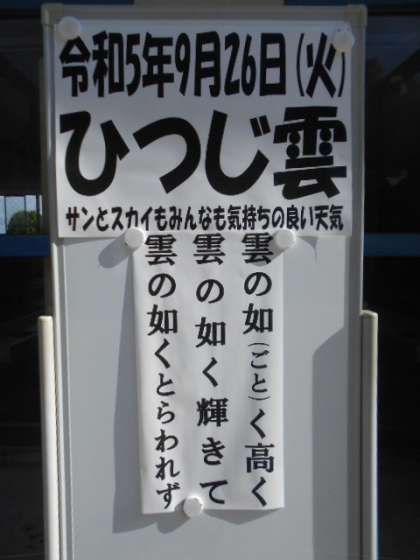 令和5年9月26日(火)
ひつじ雲
サンとスカイもみんなも気持ちの良い天気
雲の如(ごと)く高く
雲の如く輝きて
雲の如くとらわれず